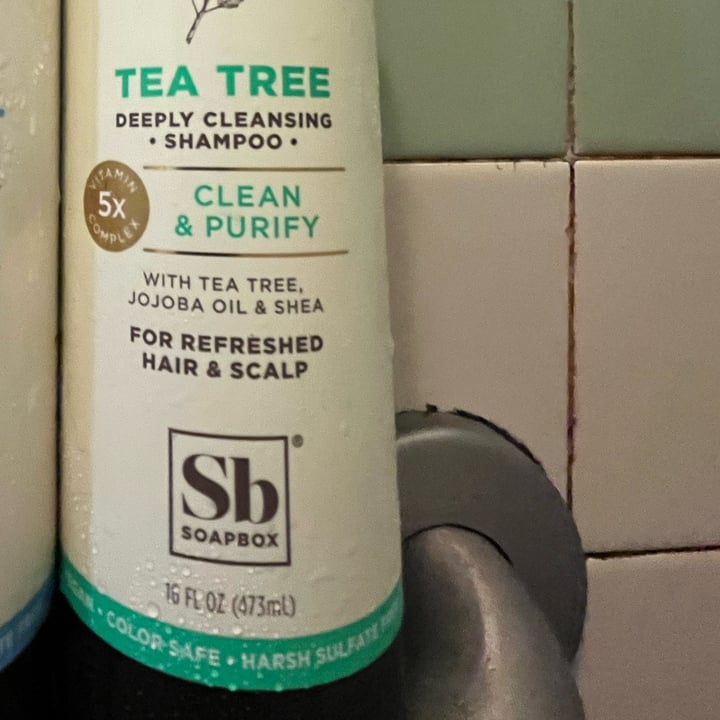 TEA TREE
DEEPLY CLEANSING
• SHAMPOO •
VITAMIN
5x
COMPLEX
CLEAN
& PURIFY
WITH TEA TREE,
JOJOBA OIL & SHEA
FOR REFRESHED
HAIR & SCALP
Sb
®
SOAPBOX
16 FL OZ (473mL)
• COLOR SAFE • HARSH SULFATE